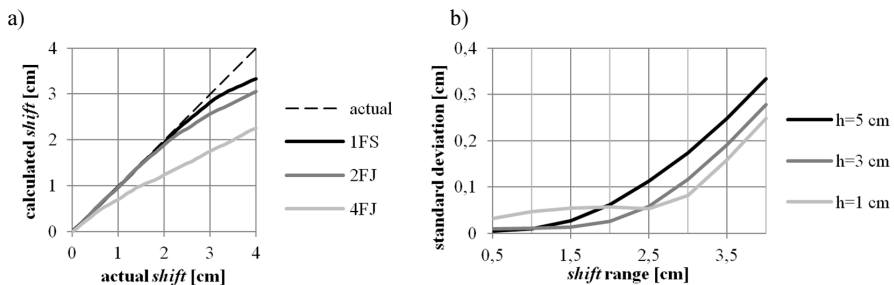 a)
calculated shift [cm]
4
3
2
1
0
0 1 2 3 4
actual shift [cm]
actual
1FS
2FJ
4FJ
b)
standard deviation [cm]
0,4
0,3
0,2
0,1
0
0,5 1,5 2,5 3,5
shift range [cm]
h=5 cm
h=3 cm
h=1 cm